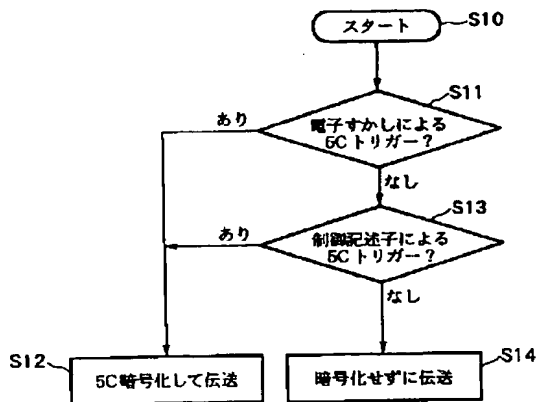 スタート
S10
S11
電子すかしによる
5Cトリガー?
あり
なし
S13
制御記述子による
5Cトリガー?
あり
なし
S12
5C暗号化して伝送
暗号化せずに伝送
S14